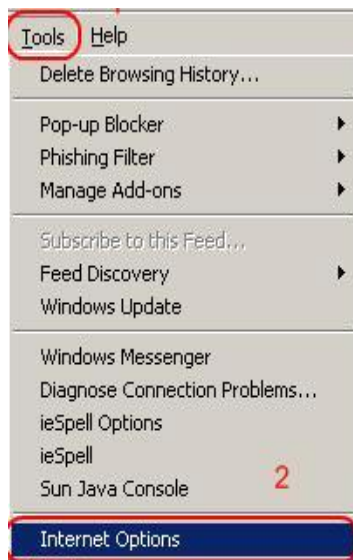 Tools Help
Delete Browsing History...
Pop-up Blocker
Phishing Filter
Manage Add-ons
Subscribe to this Feed...
Feed Discovery
Windows Update
Windows Messenger
Diagnose Connection Problems...
ieSpell Options
ieSpell
Sun Java Console
2
Internet Options